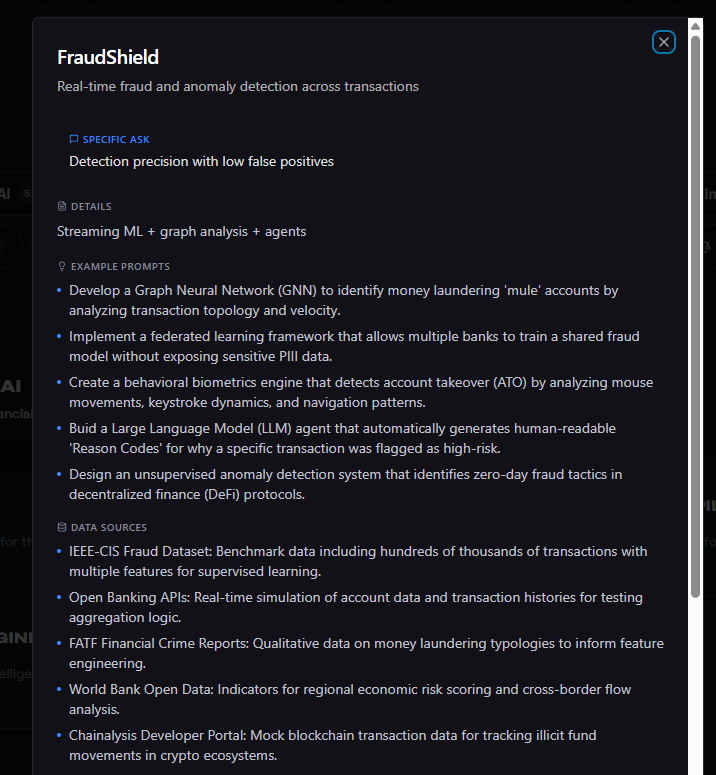 FraudShield
Real-time fraud and anomaly detection across transactions
SPECIFIC ASK
Detection precision with low false positives
DETAILS
Streaming ML + graph analysis + agents
EXAMPLE PROMPTS
• Develop a Graph Neural Network (GNN) to identify money laundering 'mule' accounts by
analyzing transaction topology and velocity.
• Implement a federated learning framework that allows multiple banks to train a shared fraud
model without exposing sensitive PIII data.
• Create a behavioral biometrics engine that detects account takeover (ATO) by analyzing mouse
movements, keystroke dynamics, and navigation patterns.
• Buid a Large Language Model (LLM) agent that automatically generates human-readable
'Reason Codes' for why a specific transaction was flagged as high-risk.
• Design an unsupervised anomaly detection system that identifies zero-day fraud tactics in
decentralized finance (DeFi) protocols.
DATA SOURCES
• IEEE-CIS Fraud Dataset: Benchmark data including hundreds of thousands of transactions with
multiple features for supervised learning.
• Open Banking APIs: Real-time simulation of account data and transaction histories for testing
aggregation logic.
• FATF Financial Crime Reports: Qualitative data on money laundering typologies to inform feature
engineering.
• World Bank Open Data: Indicators for regional economic risk scoring and cross-border flow
analysis.
• Chainalysis Developer Portal: Mock blockchain transaction data for tracking illicit fund
movements in crypto ecosystems.
AI
AI